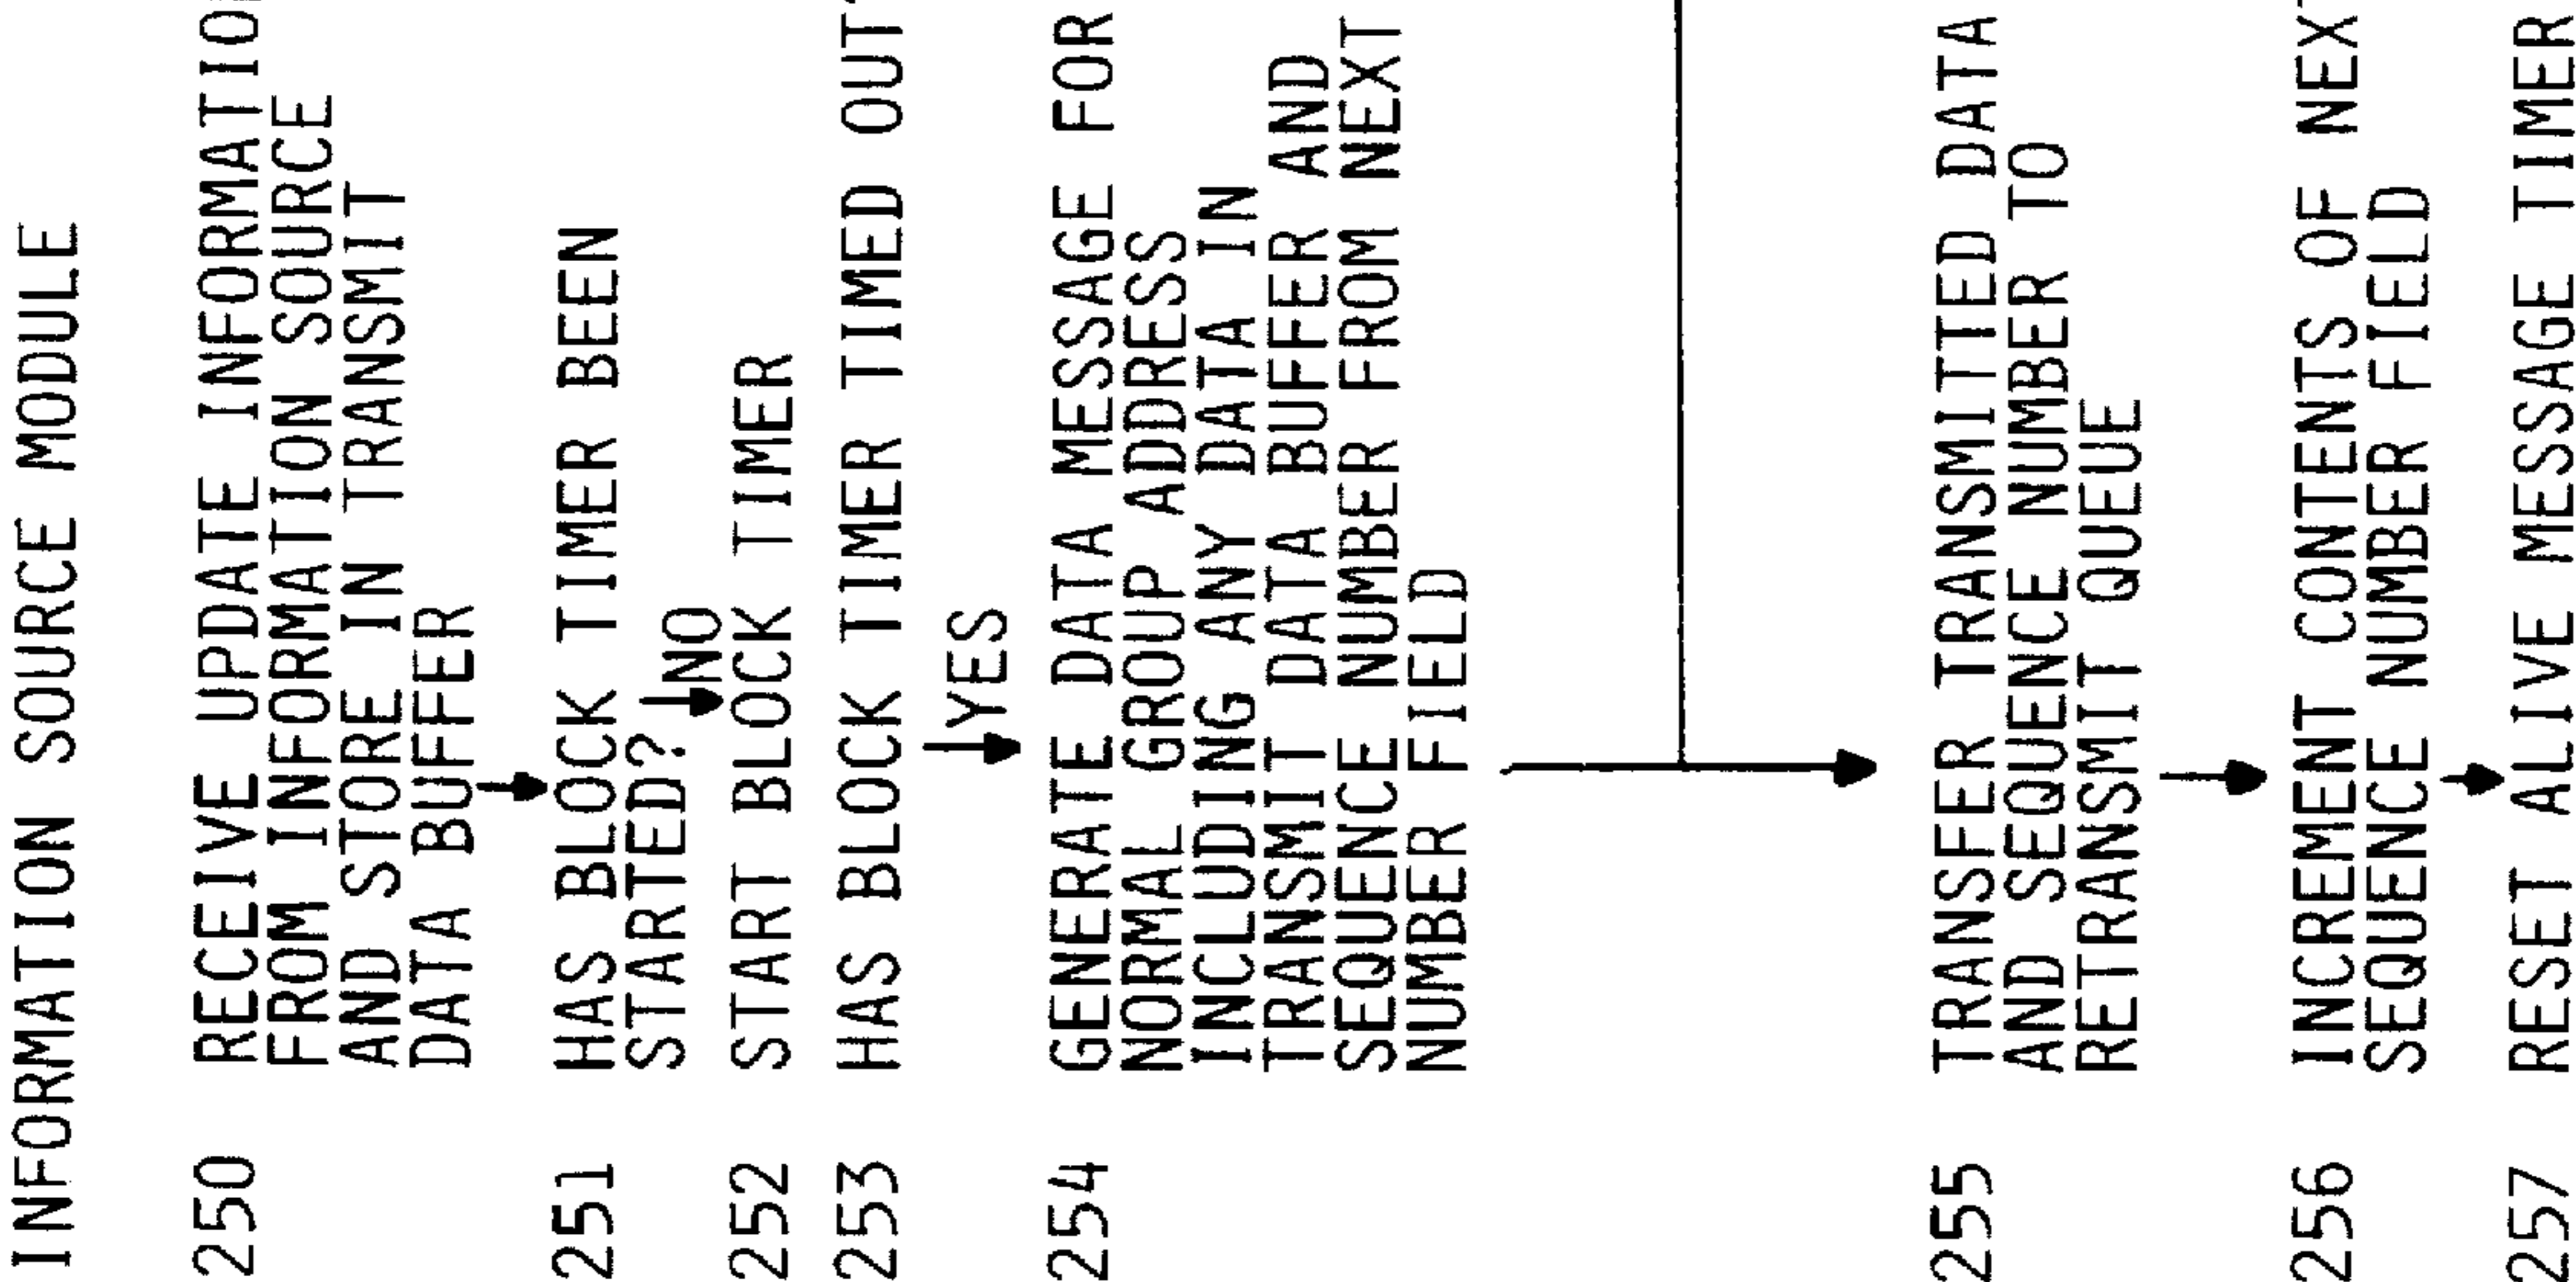 INFORMATION SOURCE MODULE
250 RECEIVE UPDATE INFORMATION
FROM INFORMATION SOURCE
AND STORE IN TRANSMIT
DATA BUFFER
251 HAS BLOCK TIMER BEEN
STARTED?
NO
252 START BLOCK TIMER
253 HAS BLOCK TIMER TIMED OUT
YES
254 GENERATE DATA MESSAGE FOR
NORMAL GROUP ADDRESS
INCLUDING ANY DATA IN
TRANSMIT DATA BUFFER AND
SEQUENCE NUMBER FROM NEXT
NUMBER FIELD
255 TRANSFER TRANSMITTED DATA
AND SEQUENCE NUMBER TO
RETRANSMIT QUEUE
256 INCREMENT CONTENTS OF NEXT
SEQUENCE NUMBER FIELD
257 RESET ALIVE MESSAGE TIMER